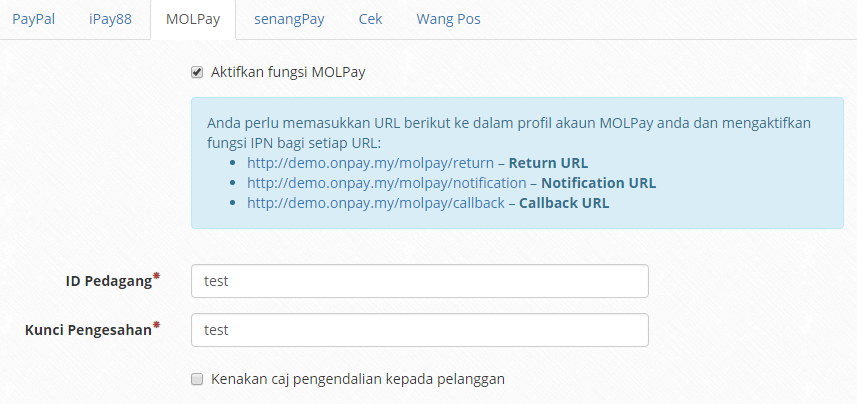 PayPal iPay88 MOLPay senangPay Cek Wang Pos
Aktifkan fungsi MOLPay
Anda perlu memasukkan URL berikut ke dalam profil akaun MOLPay anda dan mengaktifkan
fungsi IPN bagi setiap URL:
• http://demo.onpay.my/molpay/return – Return URL
• http://demo.onpay.my/molpay/notification – Notification URL
• http://demo.onpay.my/molpay/callback – Callback URL
ID Pedagang* test
Kunci Pengesahan* test
Kenakan caj pengendalian kepada pelanggan